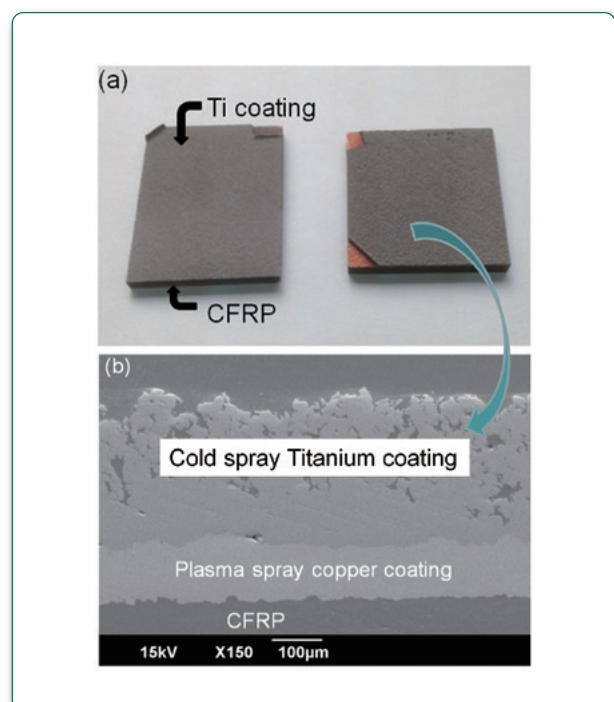 (a)
Ti coating
CFRP
(b)
Cold spray Titanium coating
Plasma spray copper coating
CFRP
15kV X150 100μm